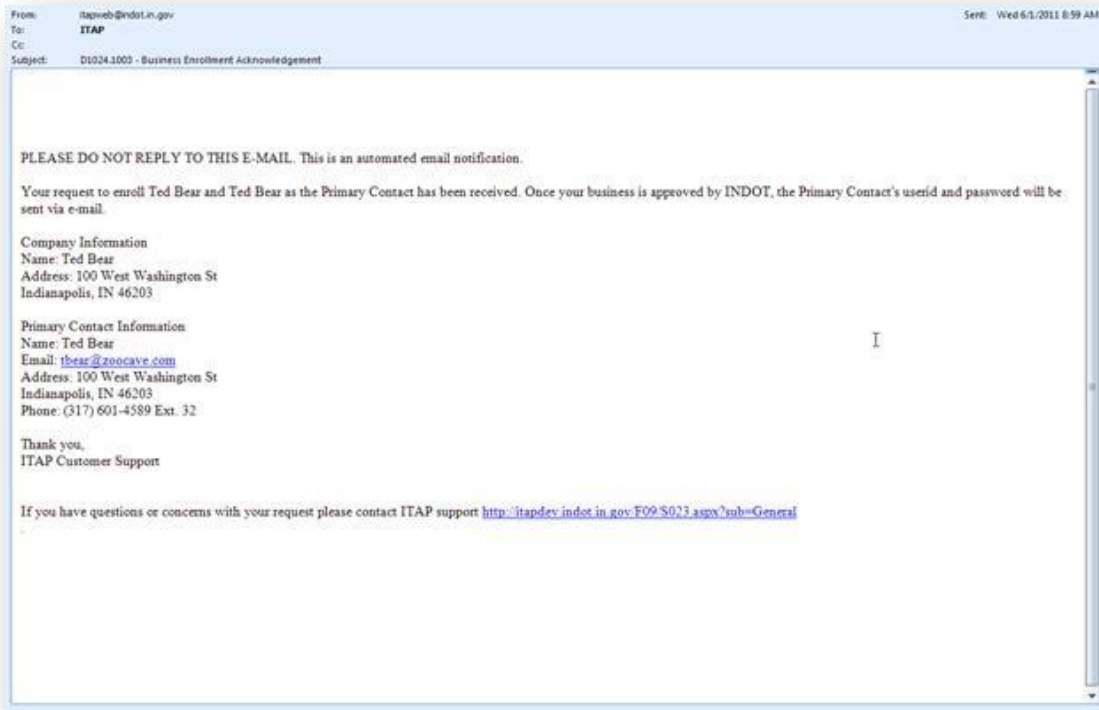 From: itapweb@indot.in.gov Sent: Wed 6/1/2011 8:59 AM
To: ITAP
Cc:
Subject: D1024.1003 - Business Enrollment Acknowledgement
PLEASE DO NOT REPLY TO THIS E-MAIL. This is an automated email notification.
Your request to enroll Ted Bear and Ted Bear as the Primary Contact has been received. Once your business is approved by INDOT, the Primary Contact's userid and password will be
sent via e-mail.
Company Information
Name: Ted Bear
Address: 100 West Washington St
Indianapolis, IN 46203
Primary Contact Information
Name: Ted Bear
Email: tbear@zoocave.com
Address: 100 West Washington St
Indianapolis, IN 46203
Phone: (317) 601-4589 Ext. 32
Thank you,
ITAP Customer Support
If you have questions or concerns with your request please contact ITAP support http://itapdev.indot.in.gov/F09/S023.aspx?sub=General